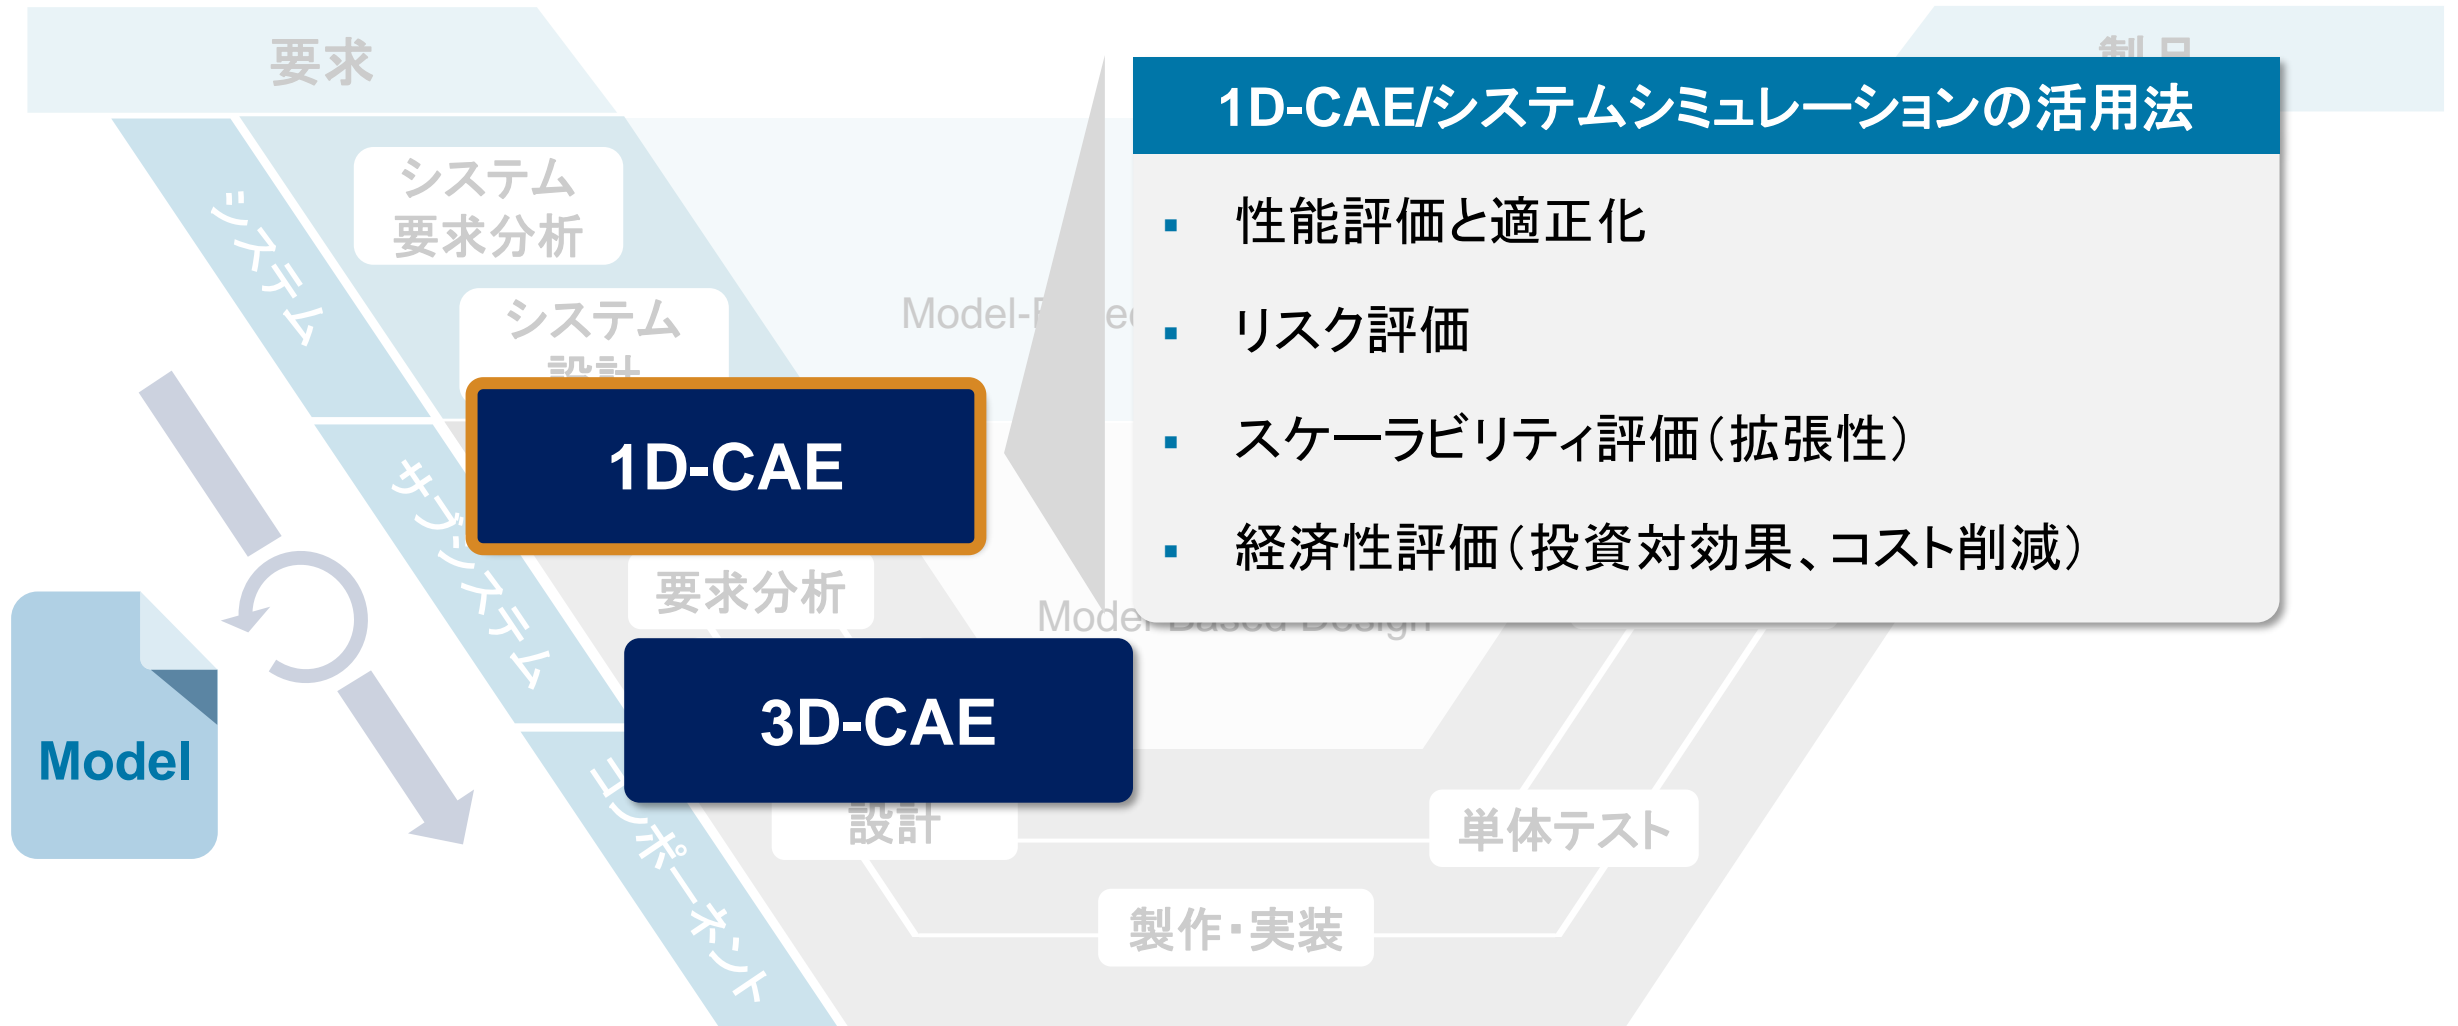 要求
1D-CAE/システムシミュレーションの活用法
システム
要求分析
システム
設計
性能評価と適正化
リスク評価
スケーラビリティ評価（拡張性）
経済性評価（投資対効果、コスト削減）
システム
サブシステム
コンポーネント
1D-CAE
要求分析
Model-Based Design
3D-CAE
Model
設計
単体テスト
製作・実装